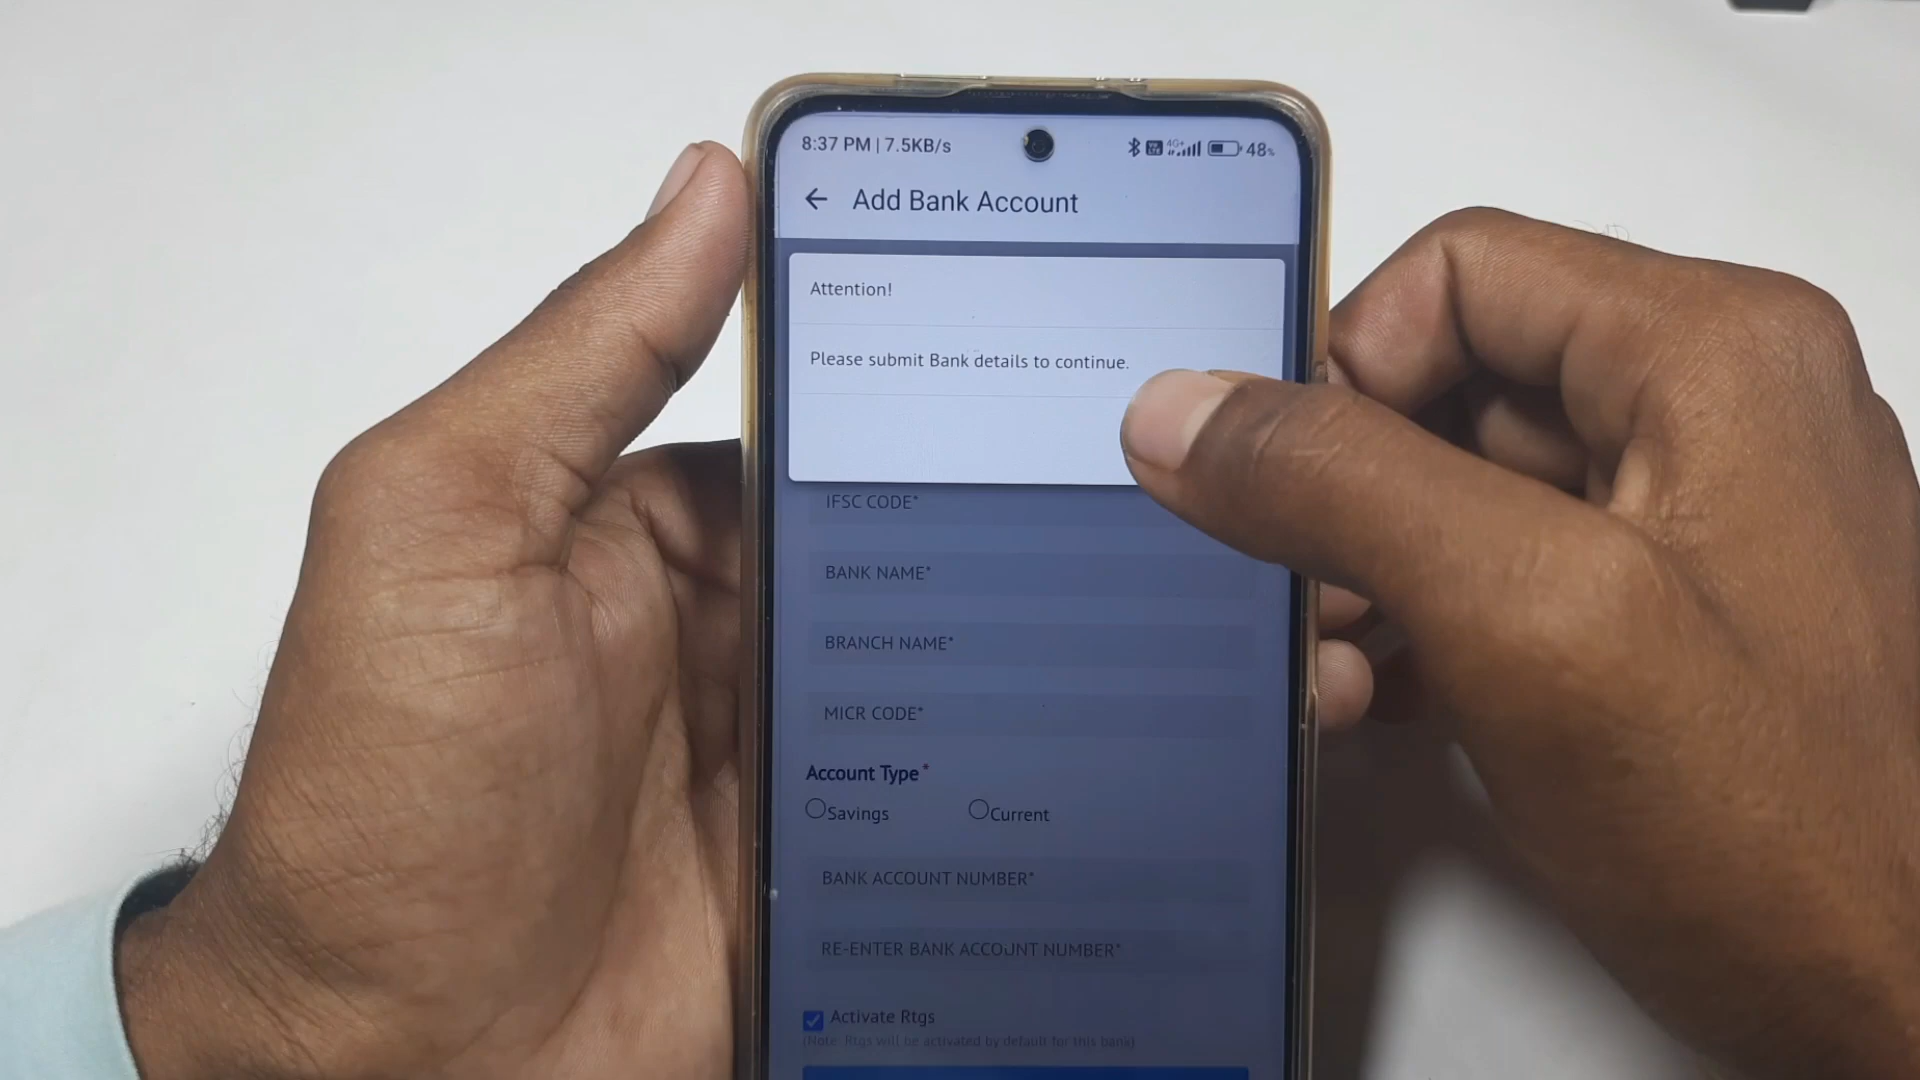 8:37 PM | 7.5KB/s 4G+ 48%
Add Bank Account
Attention!
Please submit Bank details to continue.
IFSC CODE*
BANK NAME*
BRANCH NAME*
MICR CODE*
Account Type *
Savings Current
BANK ACCOUNT NUMBER*
RE-ENTER BANK ACCOUNT NUMBER*
Activate Rtgs
(Note: Rtgs will be activated by default for this bank)